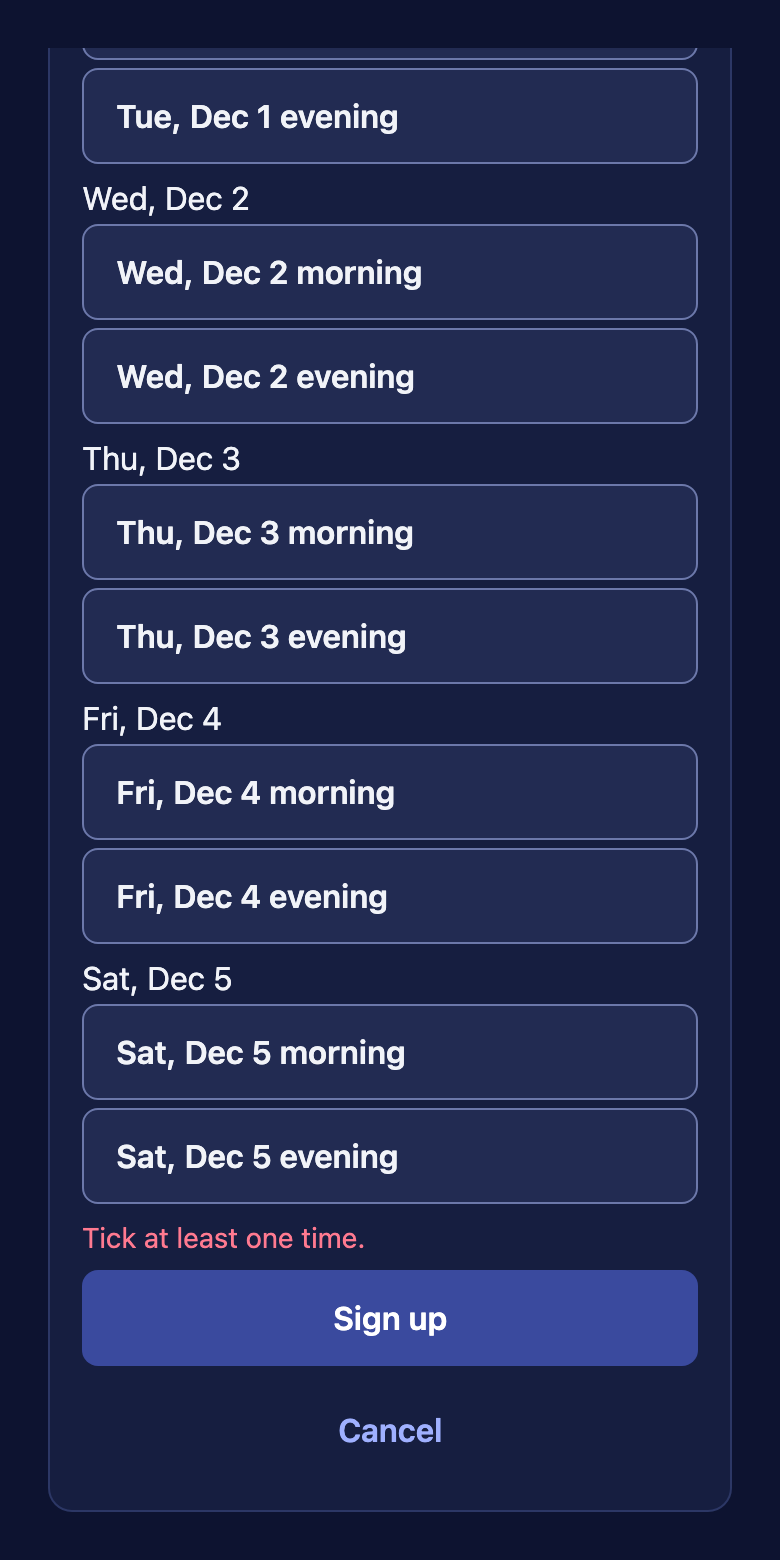 Tue, Dec 1 evening
Wed, Dec 2
Wed, Dec 2 morning
Wed, Dec 2 evening
Thu, Dec 3
Thu, Dec 3 morning
Thu, Dec 3 evening
Fri, Dec 4
Fri, Dec 4 morning
Fri, Dec 4 evening
Sat, Dec 5
Sat, Dec 5 morning
Sat, Dec 5 evening
Tick at least one time.
Sign up
Cancel